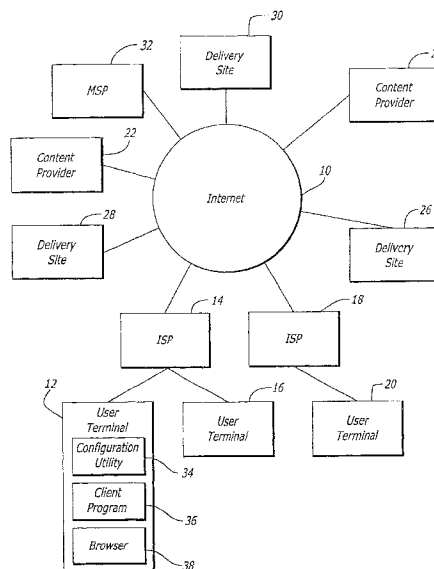 30
32
Delivery
Site
MSP
2
Content
Provider
22
Content
Provider
10
Internet
28
26
Delivery
Site
Delivery
Site
14
18
ISP
ISP
12
16
20
User
Terminal
User
Terminal
User
Terminal
Configuration
Utility
34
Client
Program
36
Browser
38